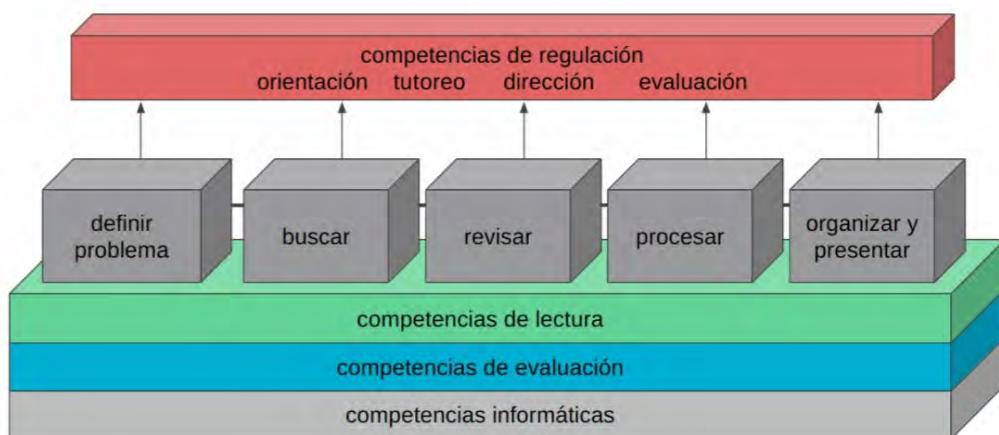 competencias de regulación
orientación tutoreo dirección evaluación
definir
problema
buscar
revisar
procesar
organizar y
presentar
competencias de lectura
competencias de evaluación
competencias informáticas